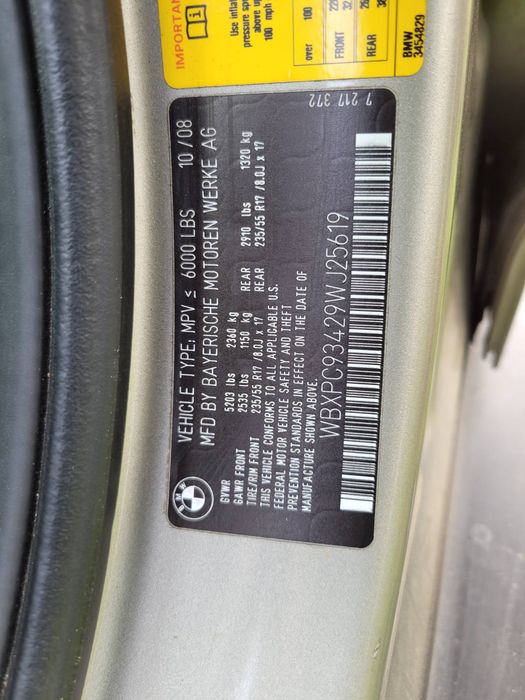 IMPORTAN
Use infla
pressure spe
above up
100 mph
over 100
FRONT
REAR
BMW
3454829
7 217 372
VEHICLE TYPE: MPV ≤ 6000 LBS 10/08
MFD BY BAYERISCHE MOTOREN WERKE AG
GVWR 5203 lbs 2360 kg
GAWR FRONT 2535 lbs 1150 kg REAR 2910 lbs 1320 kg
TIRE/RIM FRONT 235/55 R17 /8.0J x 17 REAR 235/55 R17 /8.0J x 17
THIS VEHICLE CONFORMS TO ALL APPLICABLE U.S.
FEDERAL MOTOR VEHICLE SAFETY AND THEFT
PREVENTION STANDARDS IN EFFECT ON THE DATE OF
MANUFACTURE SHOWN ABOVE.
WBXPC93429WJ25619
BMW